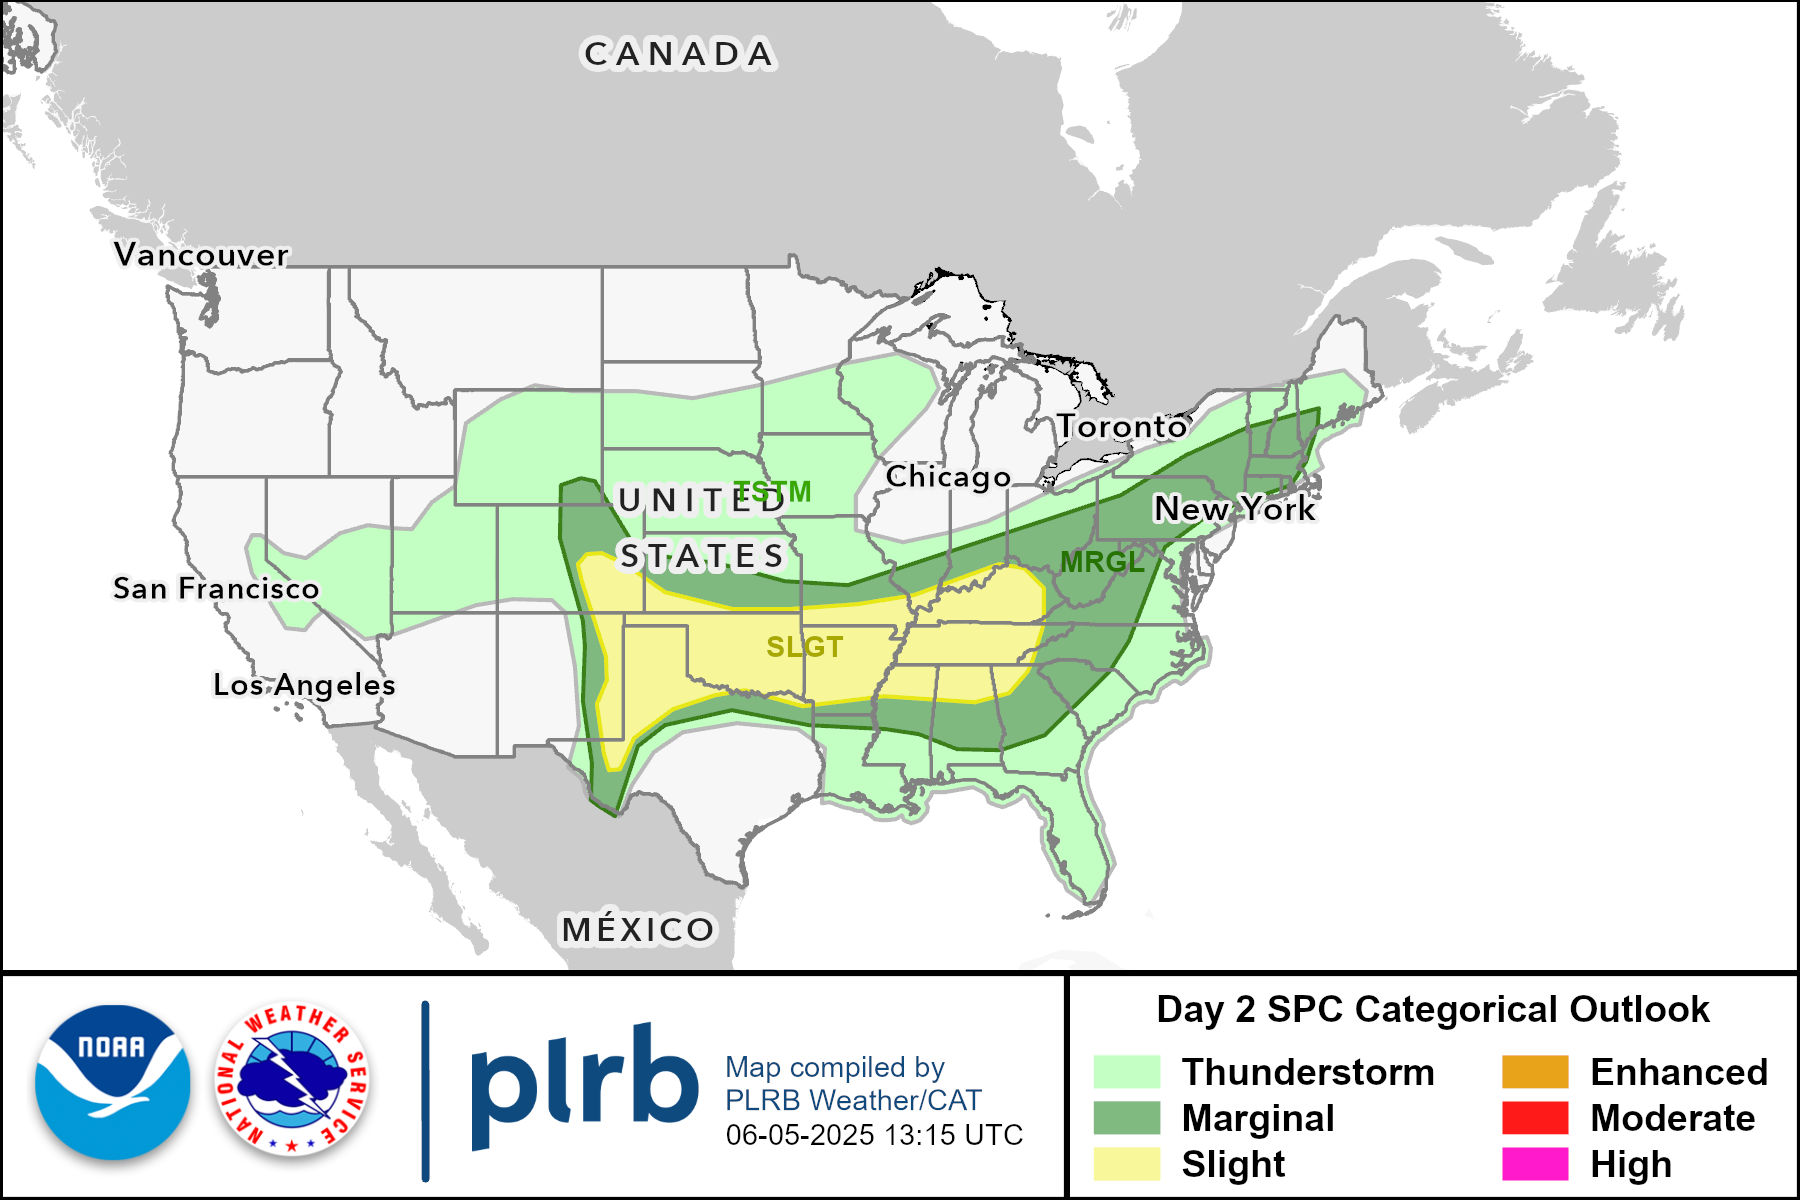 CANADA
Vancouver
Toronto
Chicago
UNITED
TSTM
New York
STATES
MRGL
San Francisco
SLGT
Los Angeles
MÉXICO
NOAA
NATIONAL WEATHER SERVICE
plrb
Map compiled by
PLRB Weather/CAT
06-05-2025 13:15 UTC
Day 2 SPC Categorical Outlook
Thunderstorm
Enhanced
Marginal
Moderate
Slight
High